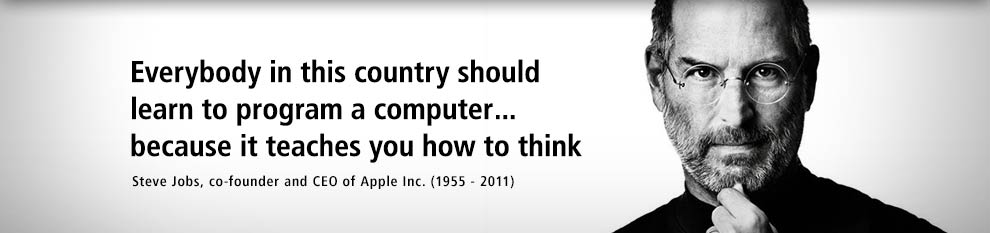 Everybody in this country should
learn to program a computer...
because it teaches you how to think
Steve Jobs, co-founder and CEO of Apple Inc. (1955 - 2011)